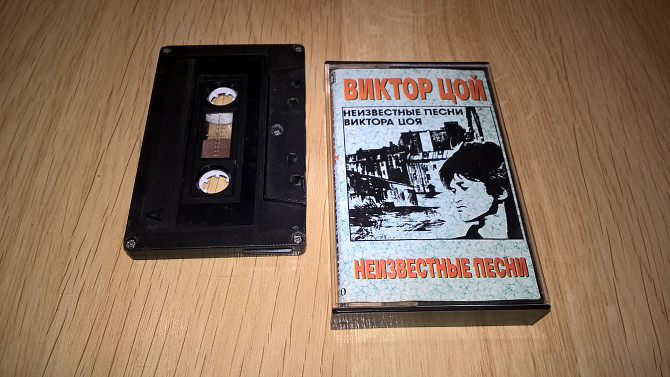 ВИКТОР ЦОЙ
НЕИЗВЕСТНЫЕ ПЕСНИ
ВИКТОРА ЦОЯ
НЕИЗВЕСТНЫЕ ПЕСНИ
A